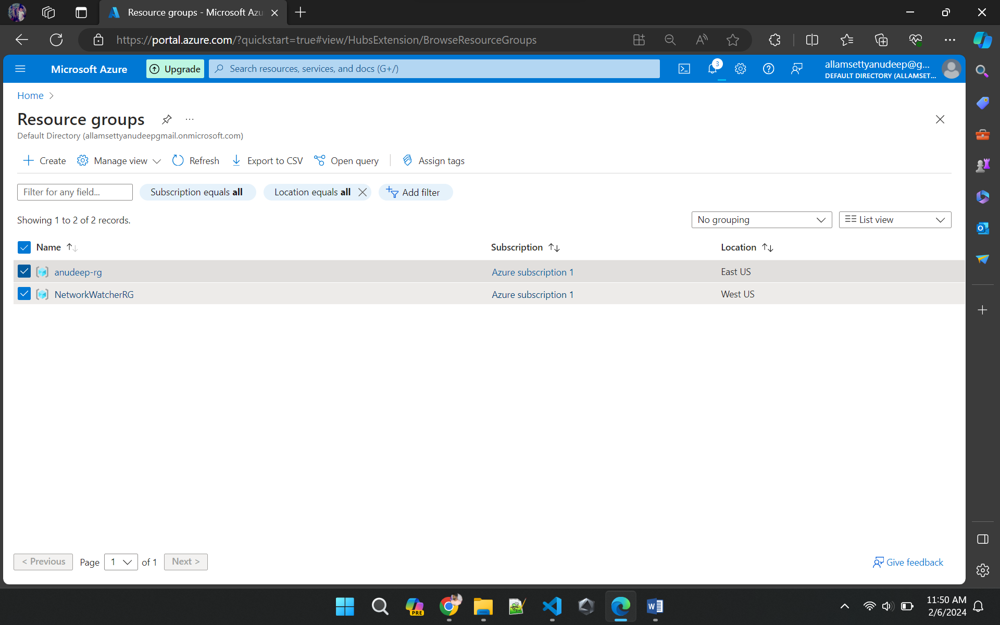 Resource groups - Microsoft Azu
https://portal.azure.com/?quickstart=true#view/HubsExtension/BrowseResourceGroups
Microsoft Azure
Upgrade
Search resources, services, and docs (G+/)
3
allamsettyanudeep@g...
DEFAULT DIRECTORY (ALLAMSET...
Home
Resource groups
...
Default Directory (allamsettyanudeepgmail.onmicrosoft.com)
Create
Manage view
Refresh
Export to CSV
Open query
Assign tags
Filter for any field...
Subscription equals all
Location equals all
Add filter
Showing 1 to 2 of 2 records.
No grouping
List view
Name
Subscription
Location
anudeep-rg
Azure subscription 1
East US
NetworkWatcherRG
Azure subscription 1
West US
< Previous
Page
1
of 1
Next >
Give feedback
PRE
11:50 AM
2/6/2024